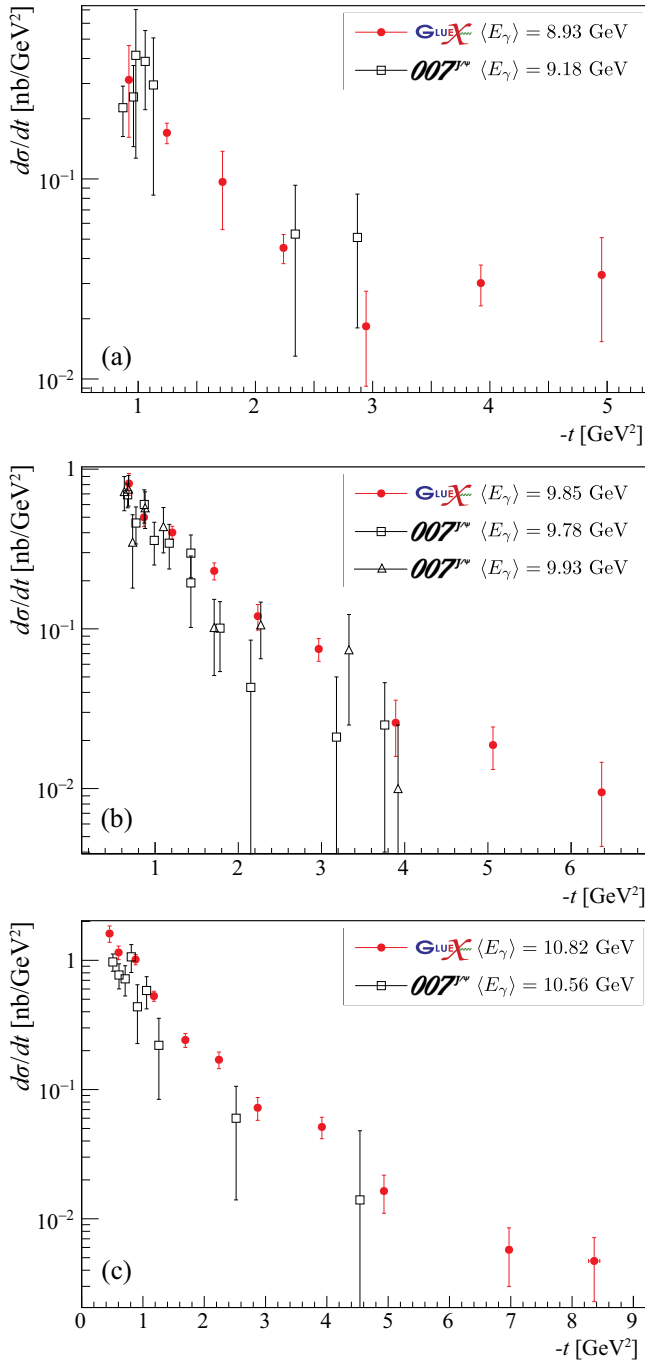 dσ/dt [nb/GeV²]
GLUEX ⟨Eγ⟩ = 8.93 GeV
007 J/ψ ⟨Eγ⟩ = 9.18 GeV
10⁻¹
10⁻²
(a)
1 2 3 4 5
-t [GeV²]
dσ/dt [nb/GeV²]
1
GLUEX ⟨Eγ⟩ = 9.85 GeV
007 J/ψ ⟨Eγ⟩ = 9.78 GeV
007 J/ψ ⟨Eγ⟩ = 9.93 GeV
10⁻¹
10⁻²
(b)
1 2 3 4 5 6
-t [GeV²]
dσ/dt [nb/GeV²]
GLUEX ⟨Eγ⟩ = 10.82 GeV
007 J/ψ ⟨Eγ⟩ = 10.56 GeV
1
10⁻¹
10⁻²
(c)
0 1 2 3 4 5 6 7 8 9
-t [GeV²]